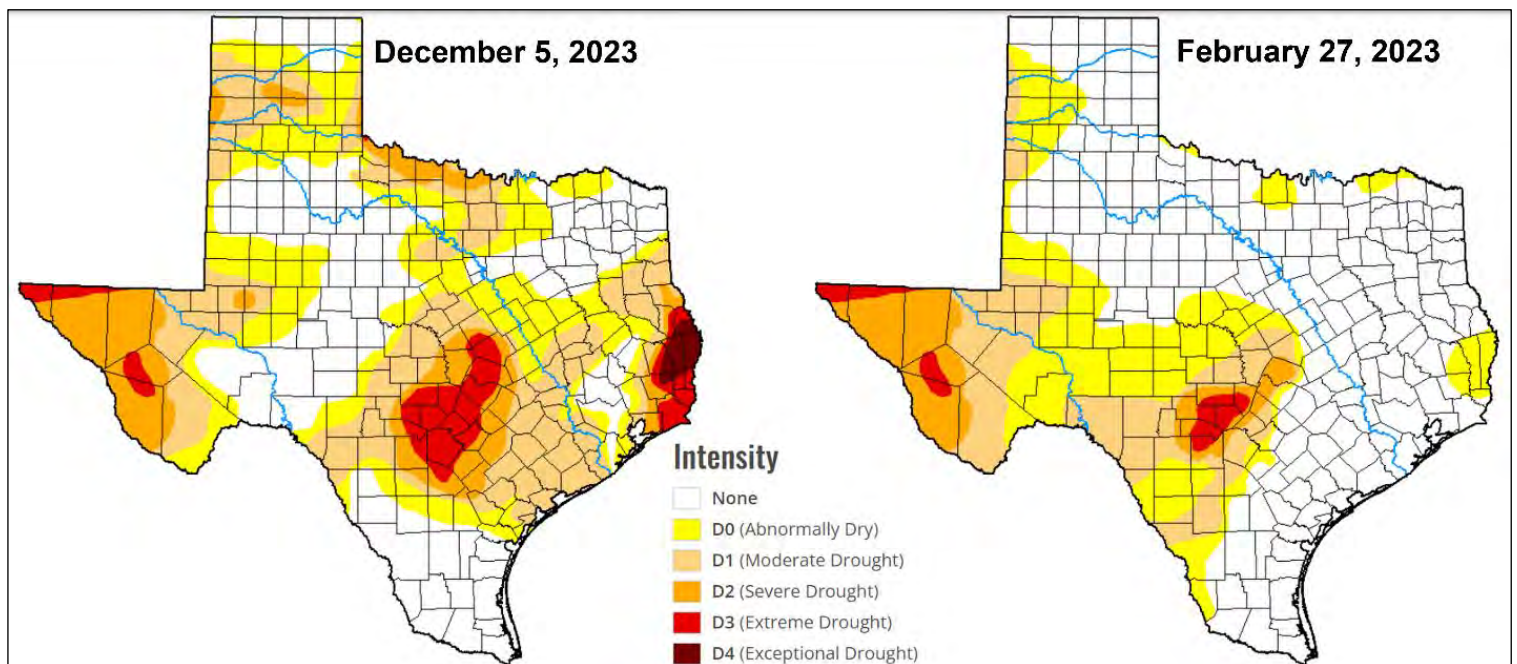 December 5, 2023
February 27, 2023
Intensity
None
D0 (Abnormally Dry)
D1 (Moderate Drought)
D2 (Severe Drought)
D3 (Extreme Drought)
D4 (Exceptional Drought)